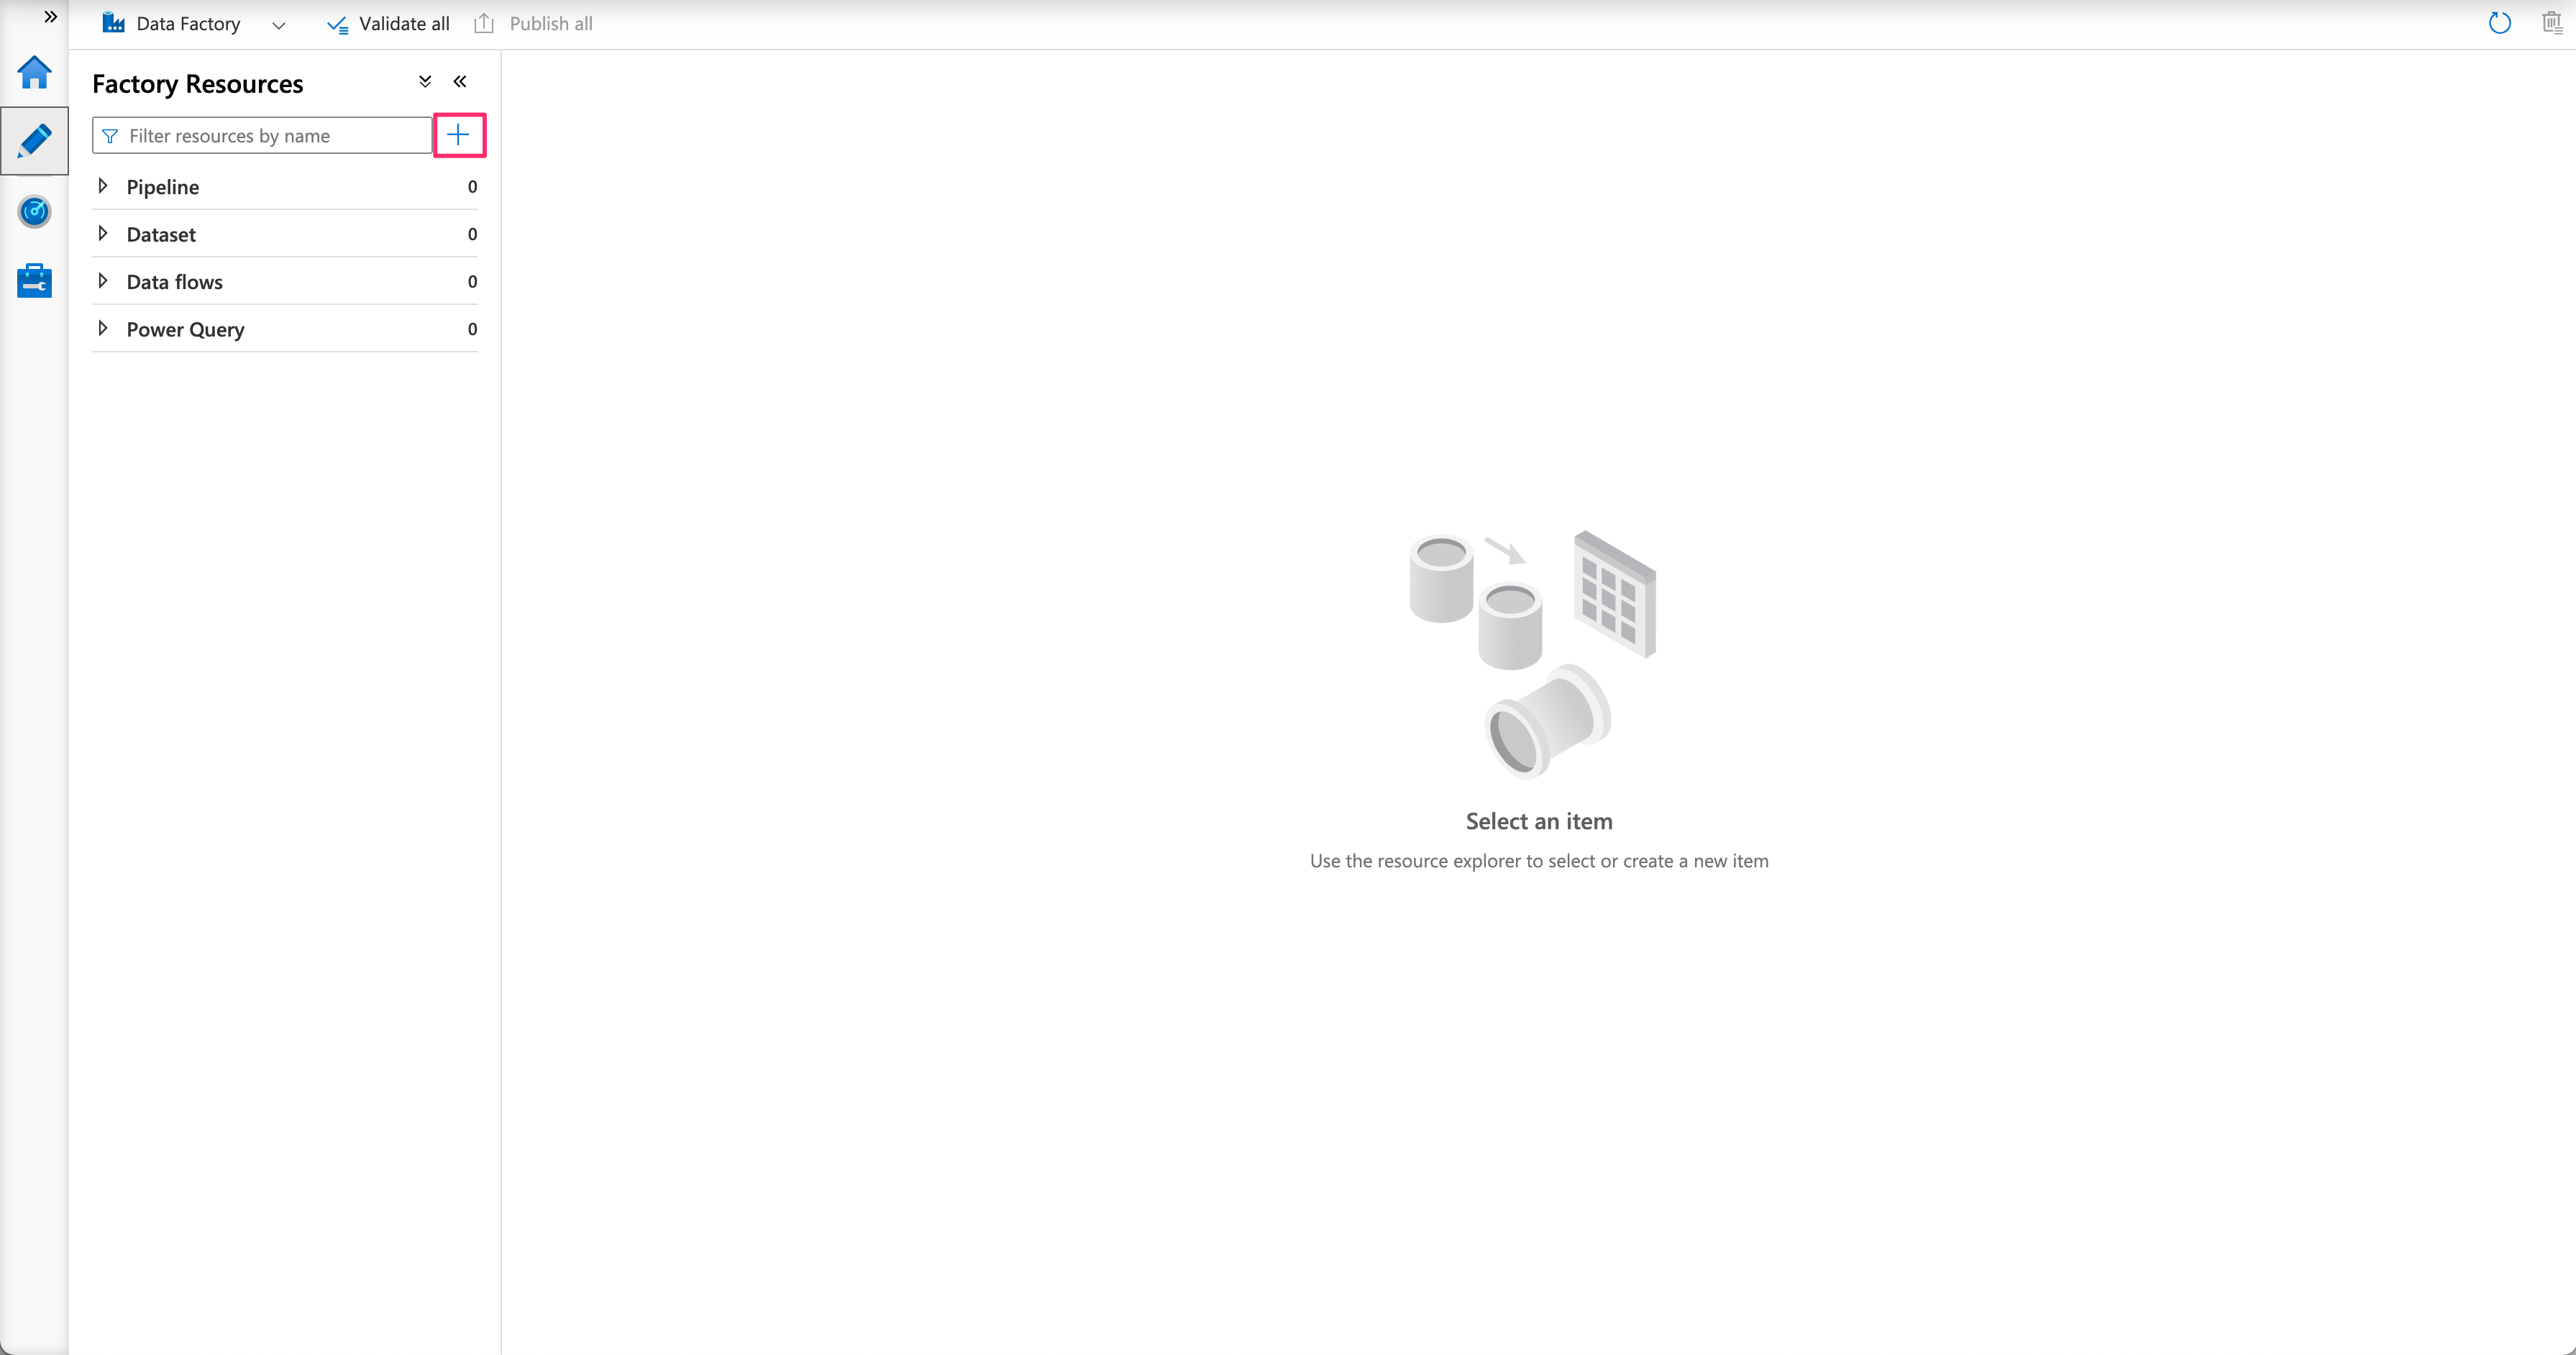 Data Factory
Validate all
Publish all
Factory Resources
Filter resources by name
Pipeline 0
Dataset 0
Data flows 0
Power Query 0
Select an item
Use the resource explorer to select or create a new item